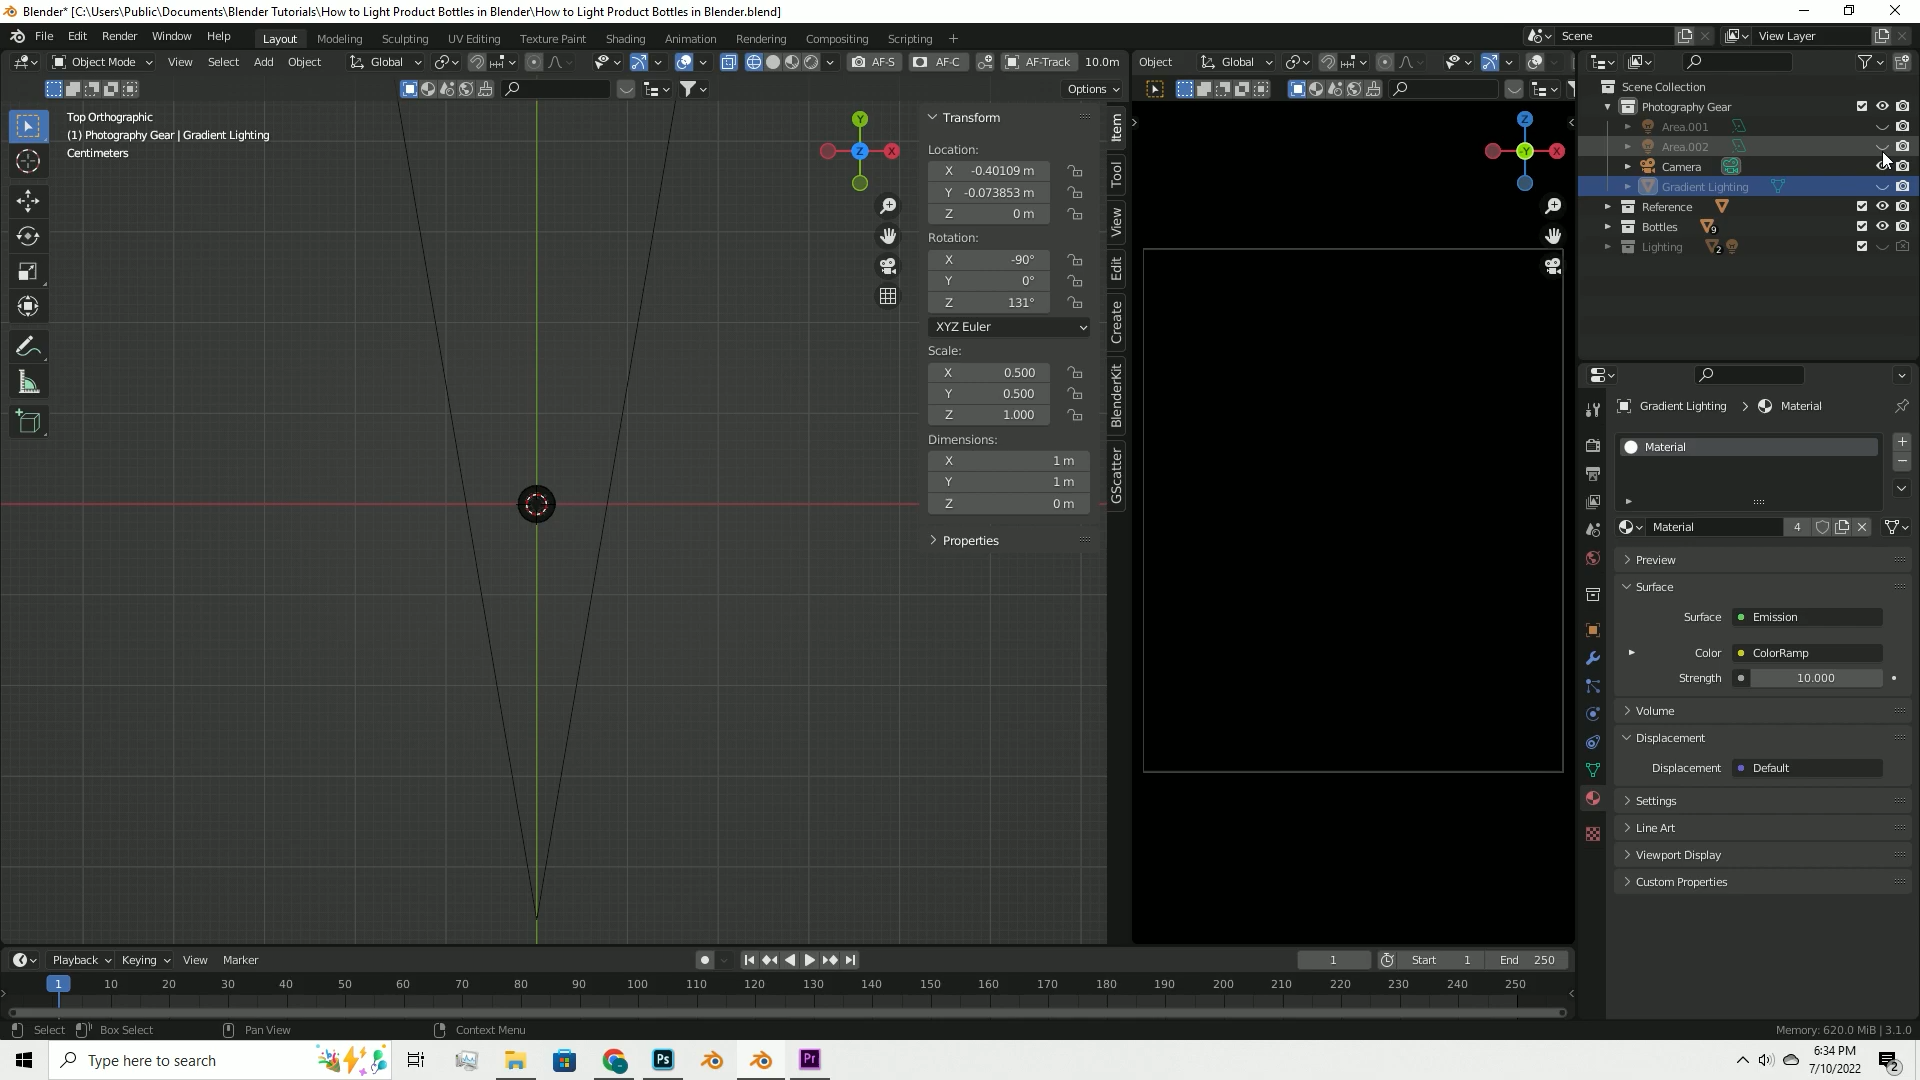 Blender* [C:\Users\Public\Documents\Blender Tutorials\How to Light Product Bottles in Blender\How to Light Product Bottles in Blender.blend]
File Edit Render Window Help Layout Modeling Sculpting UV Editing Texture Paint Shading Animation Rendering Compositing Scripting Scene View Layer
Object Mode View Select Add Object Global AF-S AF-C AF-Track 10.0m Object Global
Options
Top Orthographic
(1) Photography Gear | Gradient Lighting
Centimeters
Y
Z
X
Z
-Y
X
Transform
Location:
X -0.40109 m
Y -0.073853 m
Z 0 m
Rotation:
X -90°
Y 0°
Z 131°
XYZ Euler
Scale:
X 0.500
Y 0.500
Z 1.000
Dimensions:
X 1 m
Y 1 m
Z 0 m
Properties
Item
Tool
View
Edit
Create
BlenderKit
GScatter
Scene Collection
Photography Gear
Area.001
Area.002
Camera
Gradient Lighting
Reference
Bottles 9
Lighting 2
Gradient Lighting Material
Material
Material 4
Preview
Surface
Surface Emission
Color ColorRamp
Strength 10.000
Volume
Displacement
Displacement Default
Settings
Line Art
Viewport Display
Custom Properties
Playback Keying View Marker 1 Start 1 End 250
1 10 20 30 40 50 60 70 80 90 100 110 120 130 140 150 160 170 180 190 200 210 220 230 240 250
Select Box Select Pan View Context Menu Memory: 620.0 MiB | 3.1.0
Type here to search
Ps
Pr
6:34 PM
7/10/2022
2